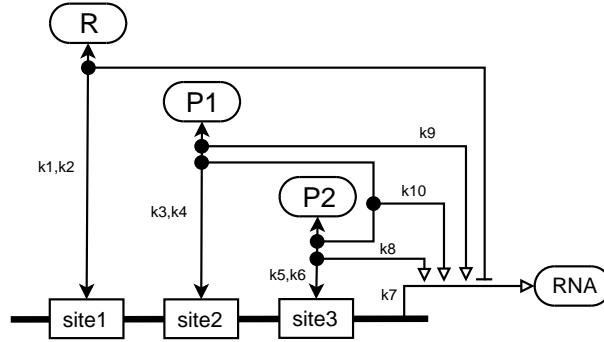 R
P1
k9
k1,k2
k10
P2
k3,k4
k8
k5,k6
RNA
k7
site1
site2
site3